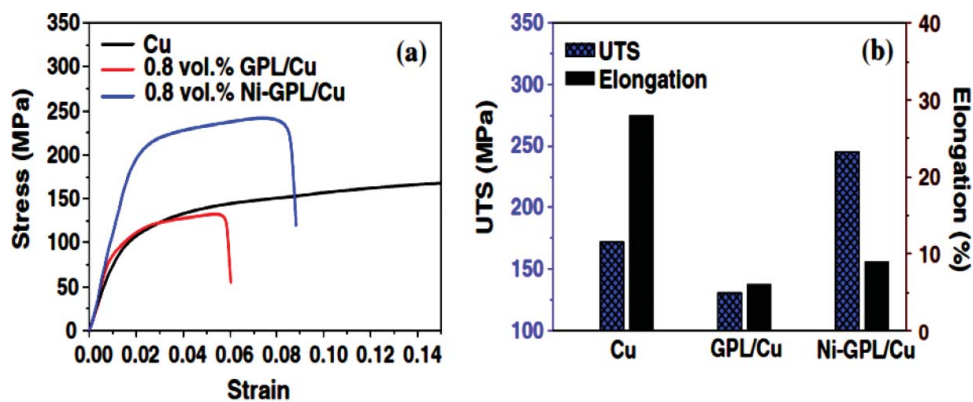 350
300
250
200
150
100
50
0
Stress (MPa)
0.00 0.02 0.04 0.06 0.08 0.10 0.12 0.14
Strain
(a)
Cu
0.8 vol.% GPL/Cu
0.8 vol.% Ni-GPL/Cu
350
300
250
200
150
100
UTS (MPa)
(b)
UTS
Elongation
Cu GPL/Cu Ni-GPL/Cu
40
30
20
10
0
Elongation (%)